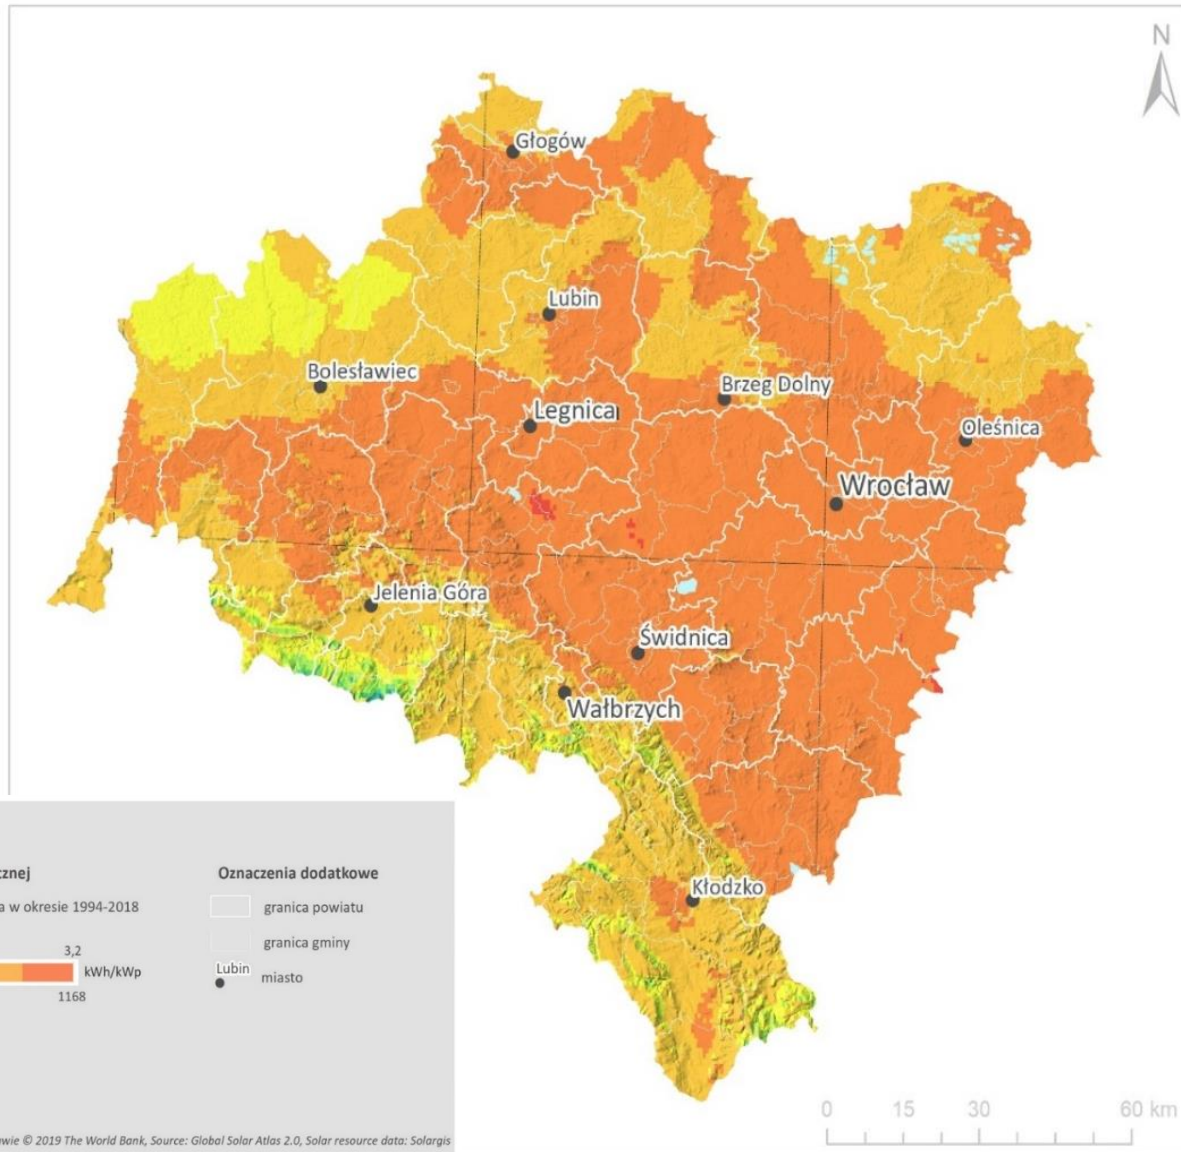 N
Głogów
Lubin
Bolesławiec
Brzeg Dolny
Legnica
Oleśnica
Wrocław
Jelenia Góra
Świdnica
Wałbrzych
Kłodzko
cznej
Oznaczenia dodatkowe
a w okresie 1994-2018
granica powiatu
granica gminy
3,2
kWh/kWp
Lubin
miasto
1168
0 15 30 60 km
wie © 2019 The World Bank, Source: Global Solar Atlas 2.0, Solar resource data: Solargis